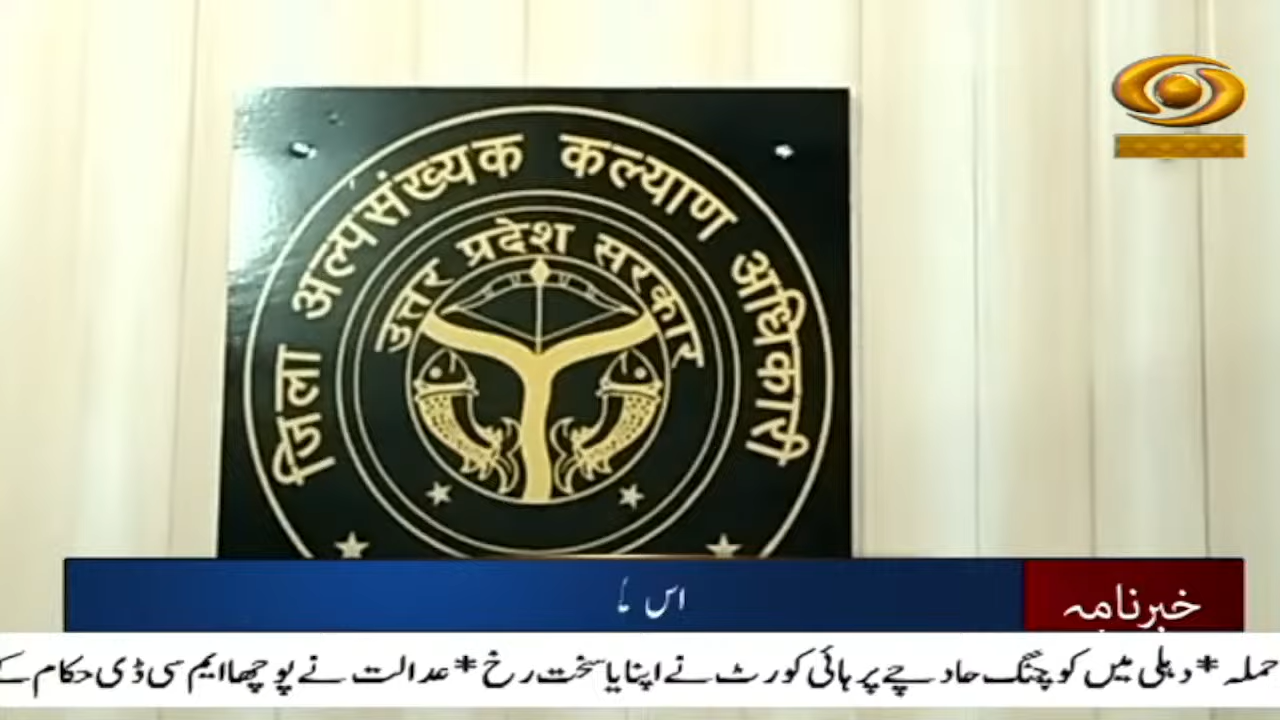 जिला अल्पसंख्यक कल्याण अधिकारी
उत्तर प्रदेश सरकार
اس
خبرنامہ
حملہ * دہلی میں کوچنگ حادثے پر ہائی کورٹ نے اپنایا سخت رخ * عدالت نے پوچھا ایم سی ڈی حکام کے